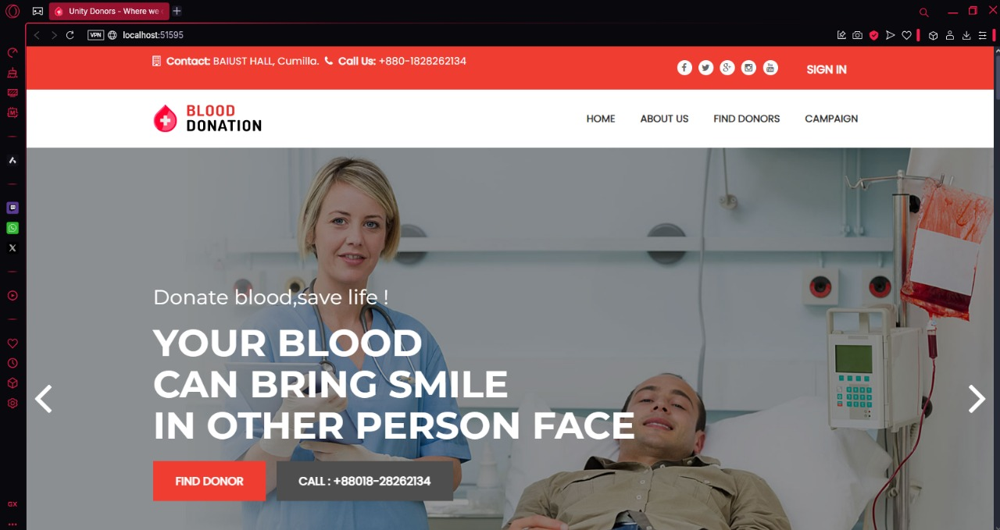 Unity Donors - Where we
VPN localhost:51595
Contact: BAIUST HALL, Cumilla. Call Us: +880-1828262134
SIGN IN
BLOOD
DONATION
HOME ABOUT US FIND DONORS CAMPAIGN
Donate blood,save life !
YOUR BLOOD
CAN BRING SMILE
IN OTHER PERSON FACE
FIND DONOR CALL : +88018-28262134
GX